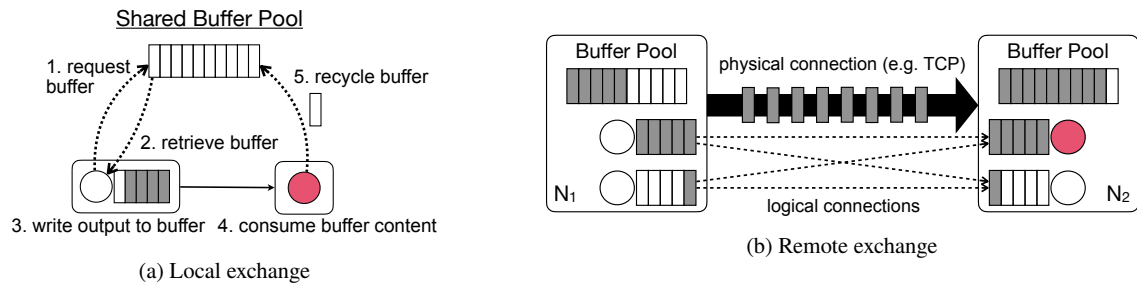 Shared Buffer Pool
1. request
buffer
5. recycle buffer
2. retrieve buffer
3. write output to buffer
4. consume buffer content
(a) Local exchange
Buffer Pool
physical connection (e.g. TCP)
Buffer Pool
N1
logical connections
N2
(b) Remote exchange